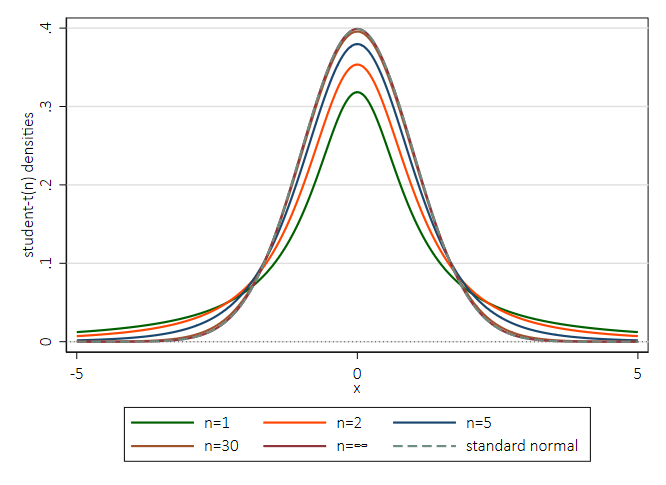 student-t(n) densities
.4
.3
.2
.1
0
-5 0 5
x
n=1 n=2 n=5
n=30 n=∞ standard normal